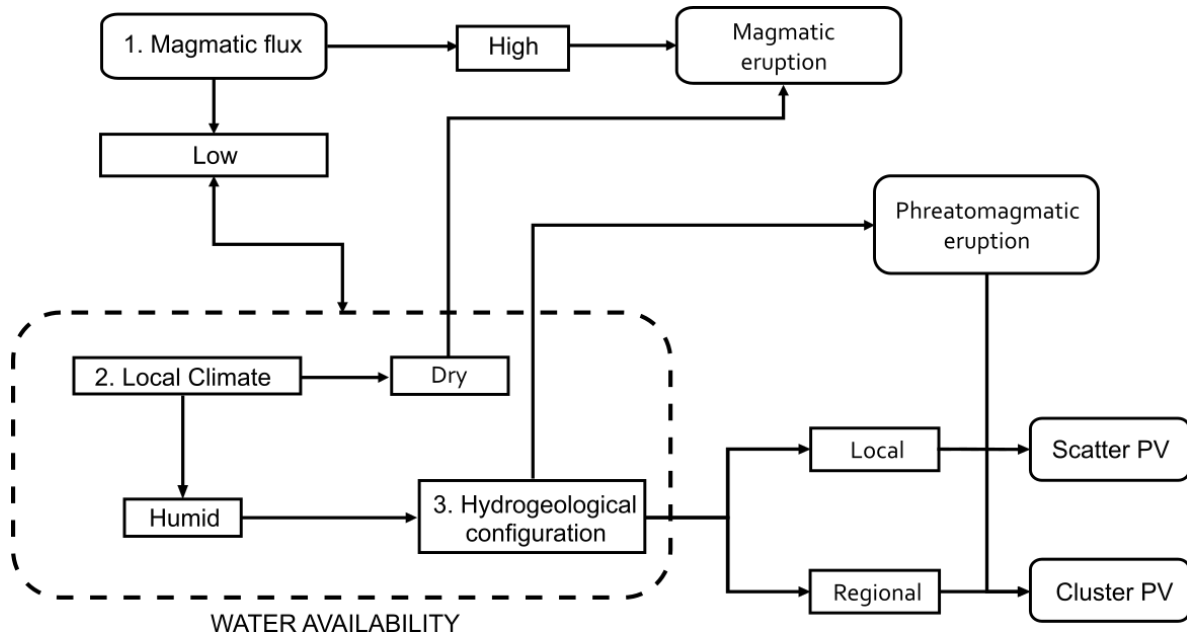 1. Magmatic flux
High
Magmatic
eruption
Low
Phreatomagmatic
eruption
2. Local Climate
Dry
Local
Scatter PV
Humid
3. Hydrogeological
configuration
Regional
Cluster PV
WATER AVAILABILITY